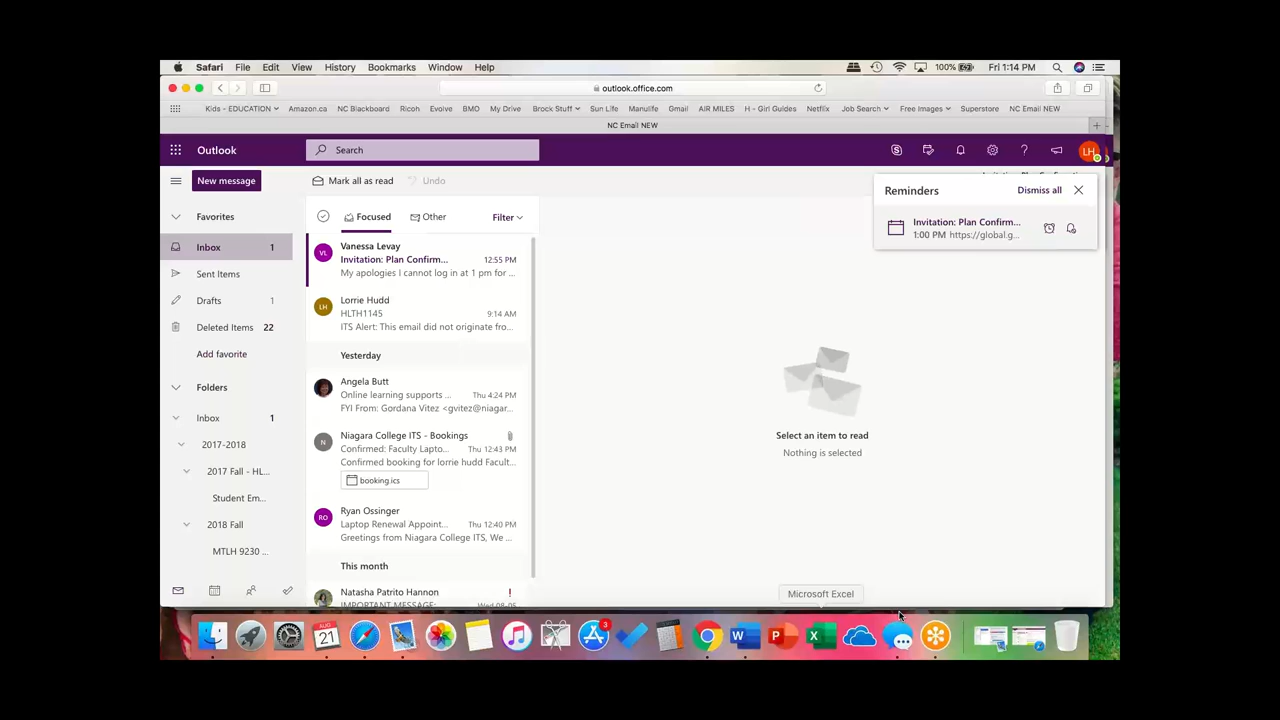 Safari File Edit View History Bookmarks Window Help 100% Fri 1:14 PM
outlook.office.com
Kids - EDUCATION Amazon.ca NC Blackboard Ricoh Evolve BMO My Drive Brock Stuff Sun Life Manulife Gmail AIR MILES H - Girl Guides Netflix Job Search Free Images Superstore NC Email NEW
NC Email NEW
Outlook Search LH
New message Mark all as read Undo
Reminders Dismiss all
Invitation: Plan Confirm...
1:00 PM https://global.g...
Favorites
Inbox 1
Sent Items
Drafts 1
Deleted Items 22
Add favorite
Folders
Inbox 1
2017-2018
2017 Fall - HL...
Student Em...
2018 Fall
MTLH 9230 ...
Focused Other Filter
VL
Vanessa Levay
Invitation: Plan Confirm... 12:55 PM
My apologies I cannot log in at 1 pm for ...
LH
Lorrie Hudd
HLTH1145 9:14 AM
ITS Alert: This email did not originate fro...
Yesterday
Angela Butt
Online learning supports ... Thu 4:24 PM
FYI From: Gordana Vitez <gvitez@niagar...
N
Niagara College ITS - Bookings
Confirmed: Faculty Lapto... Thu 12:43 PM
Confirmed booking for lorrie hudd Facult...
booking.ics
RO
Ryan Ossinger
Laptop Renewal Appoint... Thu 12:40 PM
Greetings from Niagara College ITS, We ...
This month
Natasha Patrito Hannon !
IMPORTANT MESSAGE:
Select an item to read
Nothing is selected
Microsoft Excel
AUG
21
3
W
P
X